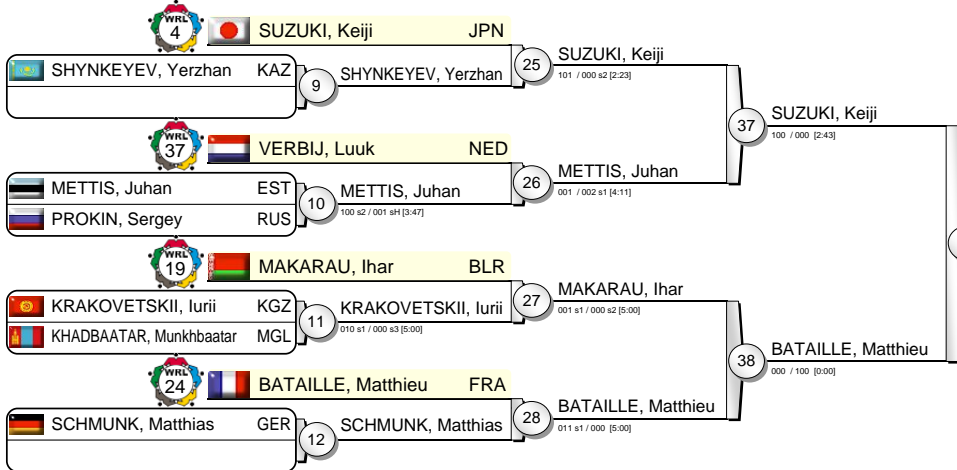 WRL 4 SUZUKI, Keiji JPN
SHYNKEYEV, Yerzhan KAZ
9
SHYNKEYEV, Yerzhan
25
SUZUKI, Keiji
101 / 000 s2 [2:23]
WRL 37 VERBIJ, Luuk NED
METTIS, Juhan EST
PROKIN, Sergey RUS
10
METTIS, Juhan
100 s2 / 001 sH [3:47]
26
METTIS, Juhan
001 / 002 s1 [4:11]
37
SUZUKI, Keiji
100 / 000 [2:43]
WRL 19 MAKARAU, Ihar BLR
KRAKOVETSKII, Iurii KGZ
KHADBAATAR, Munkhbaatar MGL
11
KRAKOVETSKII, Iurii
010 s1 / 000 s3 [5:00]
27
MAKARAU, Ihar
001 s1 / 000 s2 [5:00]
WRL 24 BATAILLE, Matthieu FRA
SCHMUNK, Matthias GER
12
SCHMUNK, Matthias
28
BATAILLE, Matthieu
011 s1 / 000 [5:00]
38
BATAILLE, Matthieu
000 / 100 [0:00]